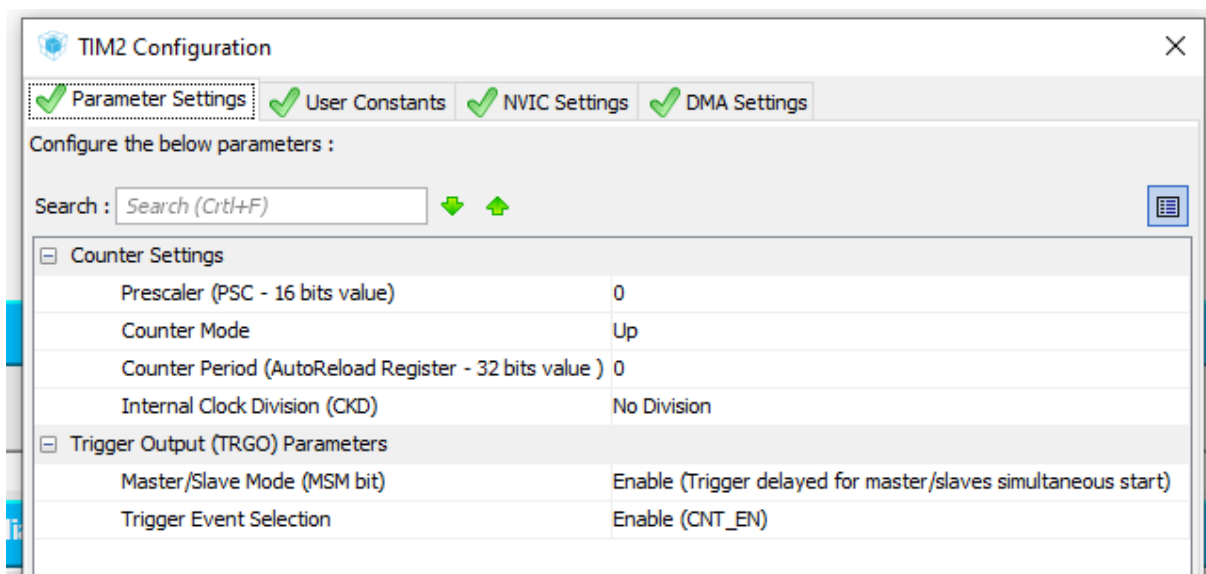 TIM2 Configuration
Parameter Settings User Constants NVIC Settings DMA Settings
Configure the below parameters :
Search : Search (Crtl+F)
Counter Settings
Prescaler (PSC - 16 bits value) 0
Counter Mode Up
Counter Period (AutoReload Register - 32 bits value ) 0
Internal Clock Division (CKD) No Division
Trigger Output (TRGO) Parameters
Master/Slave Mode (MSM bit) Enable (Trigger delayed for master/slaves simultaneous start)
Trigger Event Selection Enable (CNT_EN)